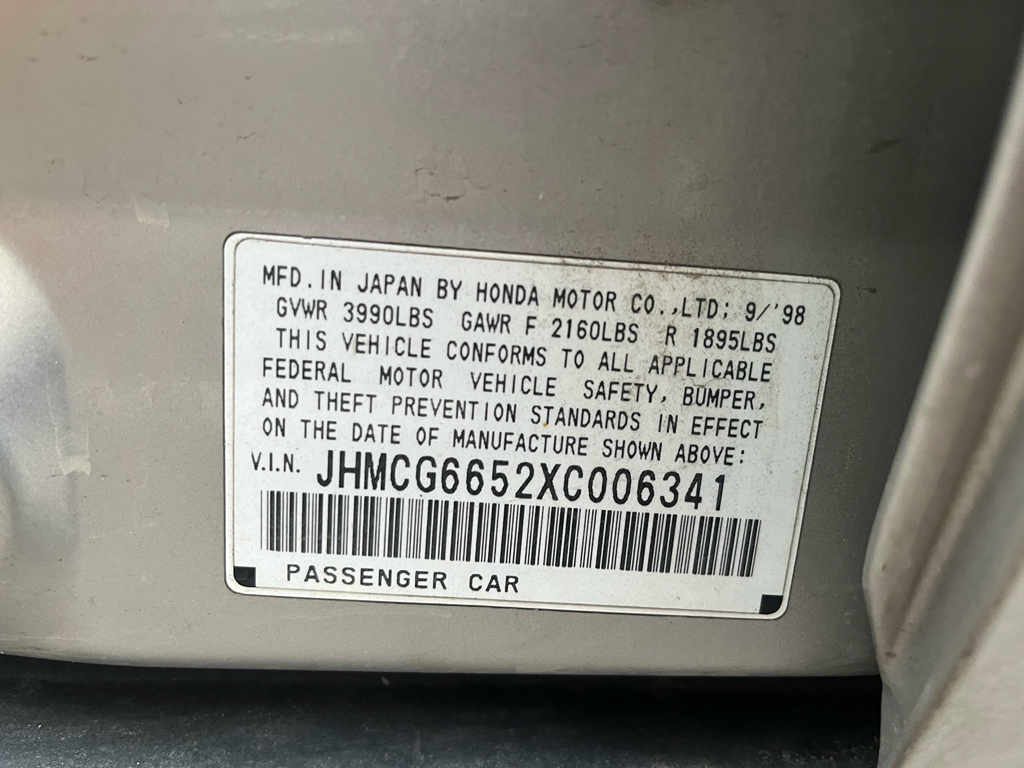 MFD. IN JAPAN BY HONDA MOTOR CO.,LTD; 9/'98
GVWR 3990LBS GAWR F 2160LBS R 1895LBS
THIS VEHICLE CONFORMS TO ALL APPLICABLE
FEDERAL MOTOR VEHICLE SAFETY, BUMPER,
AND THEFT PREVENTION STANDARDS IN EFFECT
ON THE DATE OF MANUFACTURE SHOWN ABOVE:
V.I.N. JHMCG6652XC006341
PASSENGER CAR